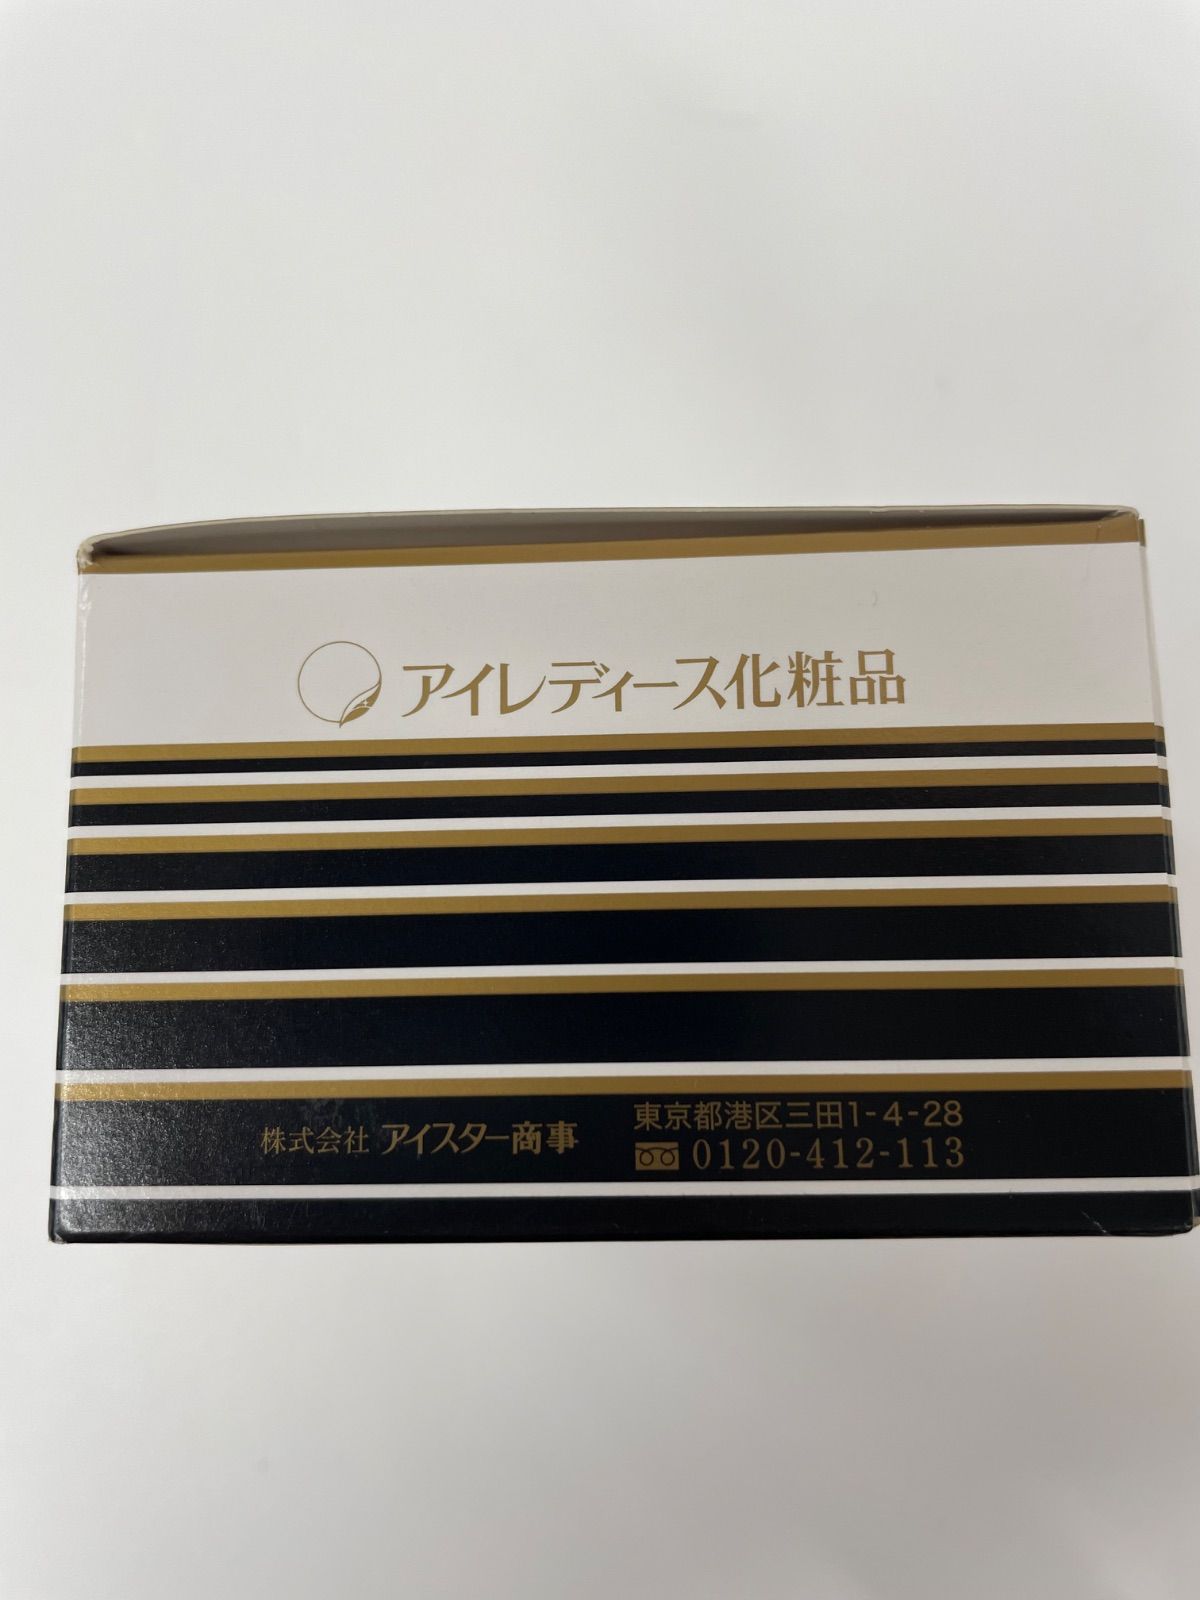 アイレディース化粧品
株式会社 アイスター商事
東京都港区三田1-4-28
0120-412-113